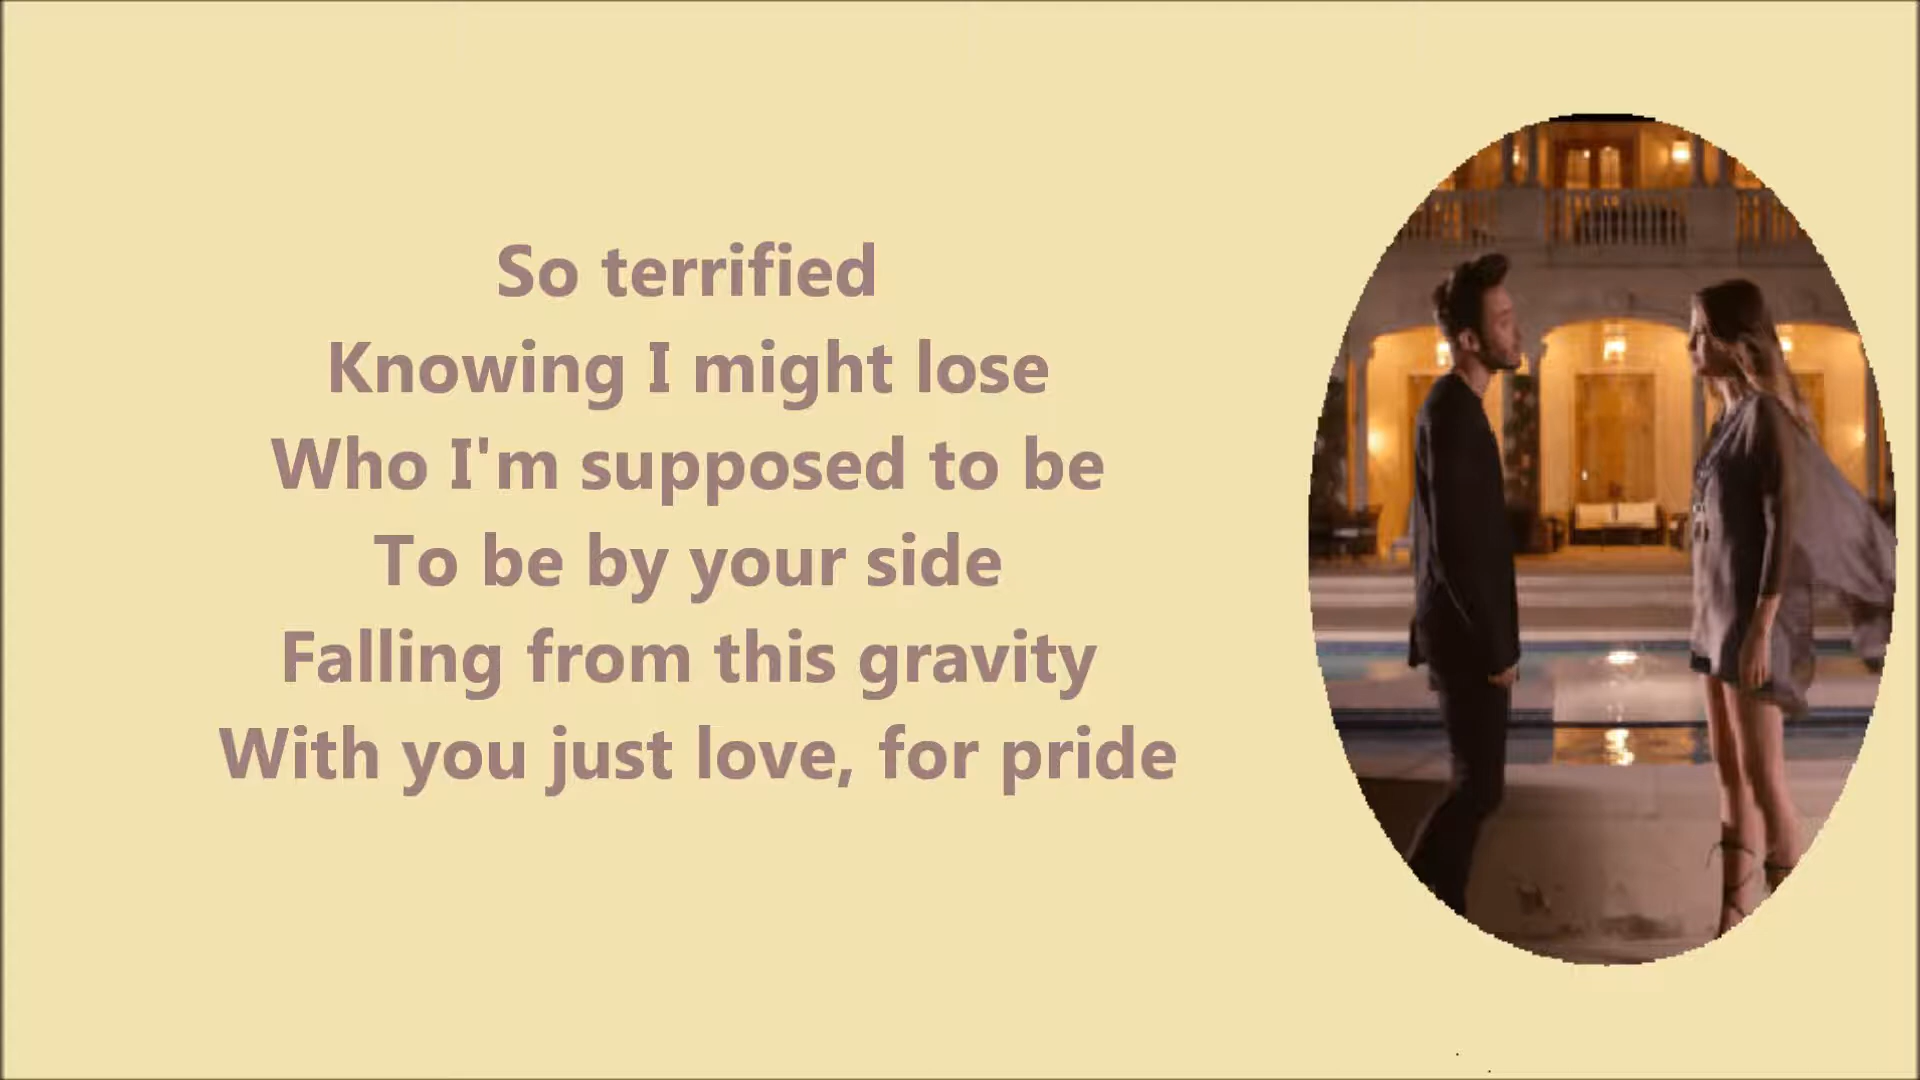 So terrified
Knowing I might lose
Who I'm supposed to be
To be by your side
Falling from this gravity
With you just love, for pride